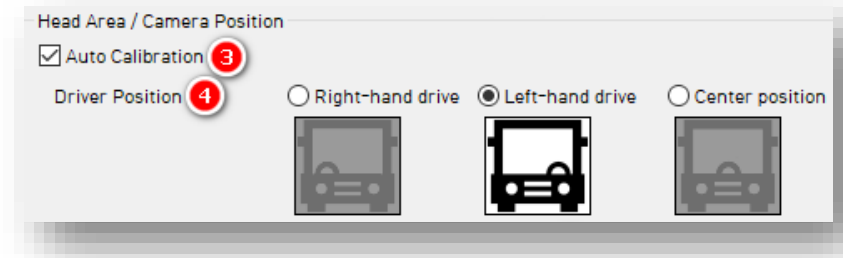 Head Area / Camera Position
Auto Calibration 3
Driver Position 4 Right-hand drive Left-hand drive Center position